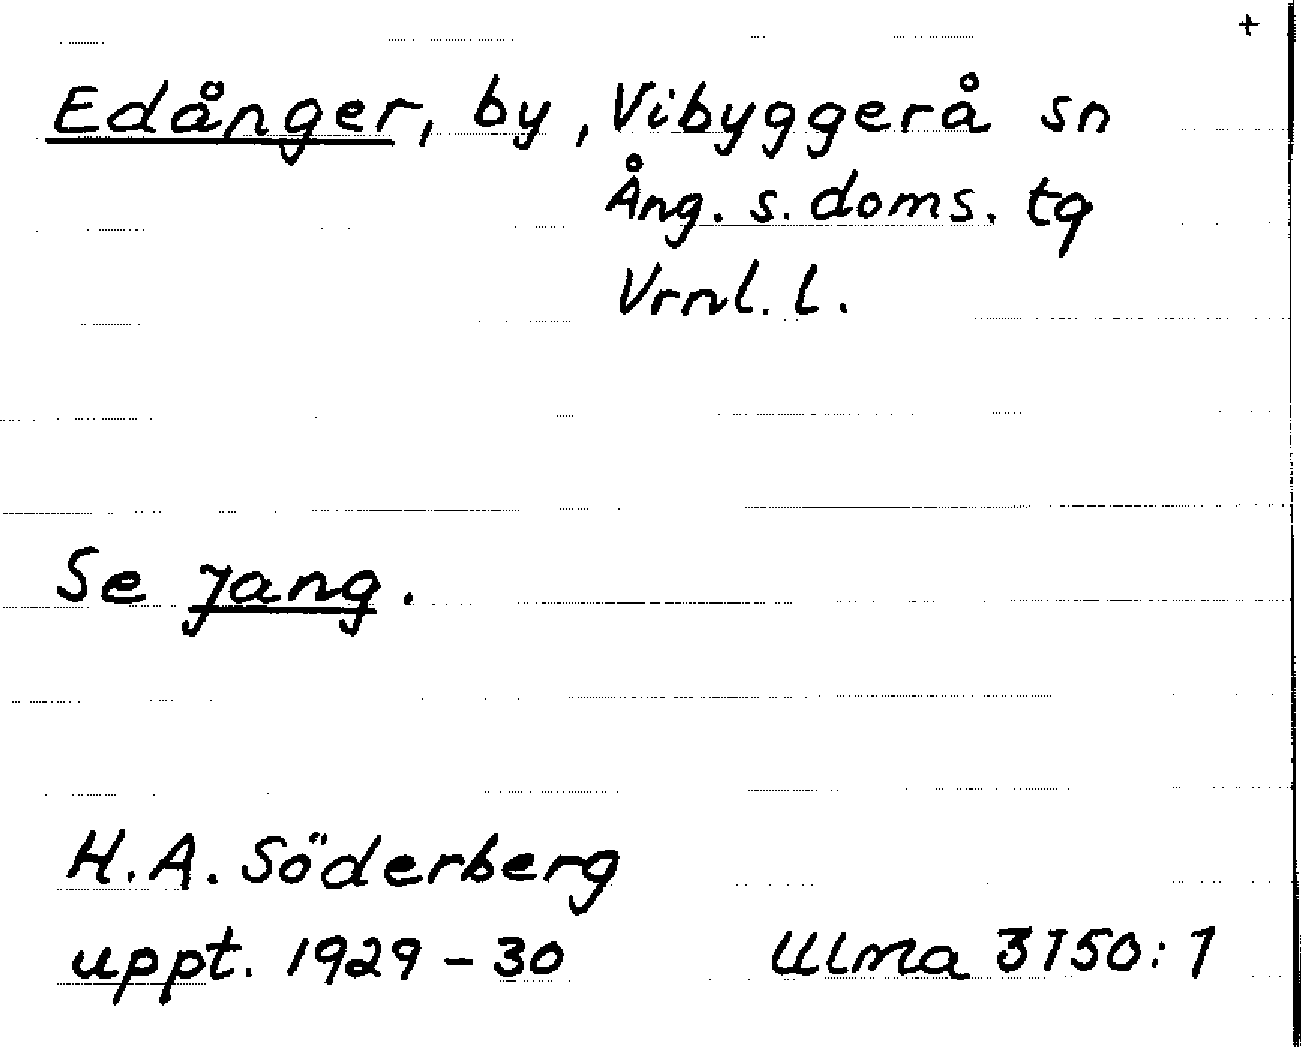 +
Edånger, by, Vibyggerå sn
Ång. s. doms. tg
Vrnl. l.
Se Jang.
H. A. Söderberg
uppt. 1929-30 Ulma 3150:1